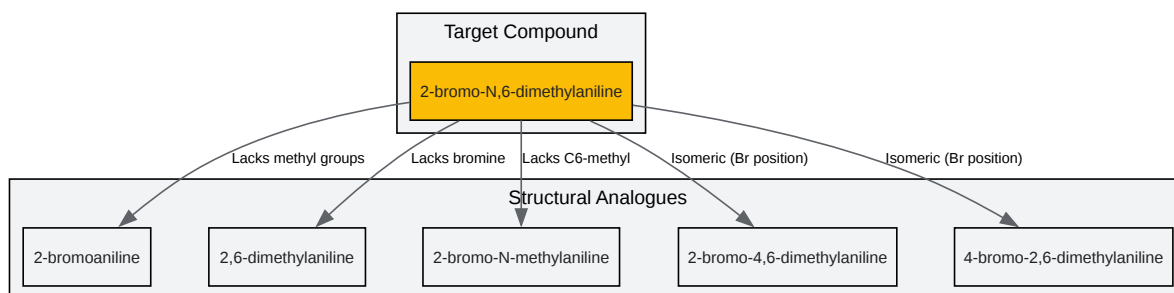 Target Compound
2-bromo-N,6-dimethylaniline
Lacks methyl groups
Lacks bromine
Lacks C6-methyl
Isomeric (Br position)
Isomeric (Br position)
Structural Analogues
2-bromoaniline
2,6-dimethylaniline
2-bromo-N-methylaniline
2-bromo-4,6-dimethylaniline
4-bromo-2,6-dimethylaniline